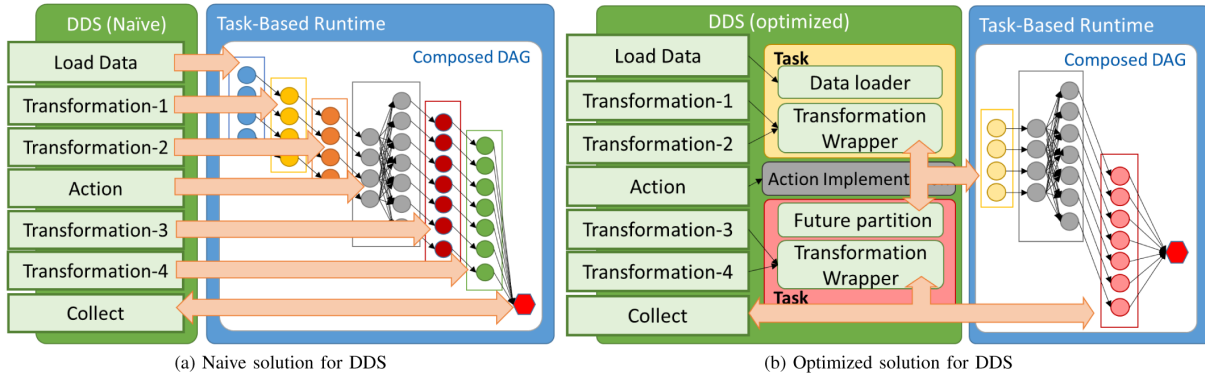 DDS (Naïve)
Task-Based Runtime
Composed DAG
Load Data
Transformation-1
Transformation-2
Action
Transformation-3
Transformation-4
Collect
(a) Naive solution for DDS
DDS (optimized)
Task-Based Runtime
Composed DAG
Load Data
Transformation-1
Transformation-2
Action
Transformation-3
Transformation-4
Collect
Task
Data loader
Transformation
Wrapper
Action Implement
Future partition
Transformation
Wrapper
Task
(b) Optimized solution for DDS